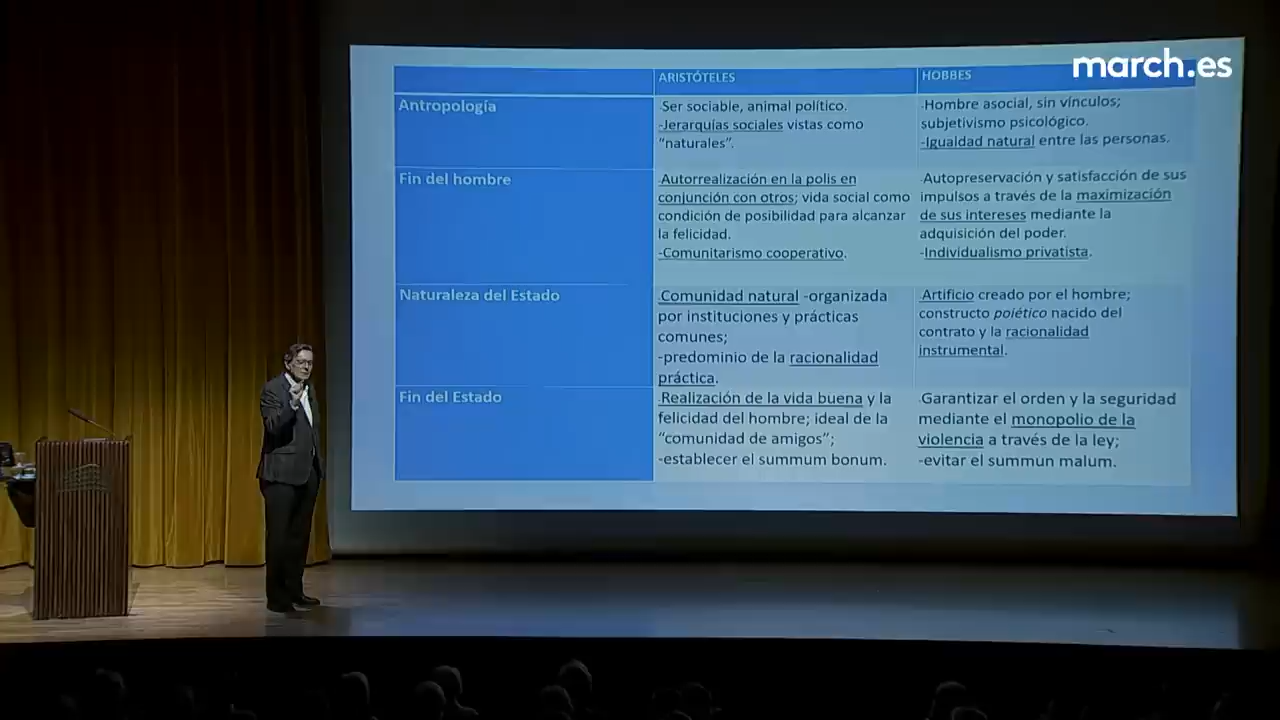 march.es
ARISTÓTELES
HOBBES
Antropología
-Ser sociable, animal político.
-Jerarquías sociales vistas como
“naturales”.
-Hombre asocial, sin vínculos;
subjetivismo psicológico.
-Igualdad natural entre las personas.
Fin del hombre
-Autorrealización en la polis en
conjunción con otros; vida social como
condición de posibilidad para alcanzar
la felicidad.
-Comunitarismo cooperativo.
-Autopreservación y satisfacción de sus
impulsos a través de la maximización
de sus intereses mediante la
adquisición del poder.
-Individualismo privatista.
Naturaleza del Estado
-Comunidad natural -organizada
por instituciones y prácticas
comunes;
-predominio de la racionalidad
práctica.
-Artificio creado por el hombre;
constructo poiético nacido del
contrato y la racionalidad
instrumental.
Fin del Estado
-Realización de la vida buena y la
felicidad del hombre; ideal de la
“comunidad de amigos”;
-establecer el summum bonum.
-Garantizar el orden y la seguridad
mediante el monopolio de la
violencia a través de la ley;
-evitar el summun malum.